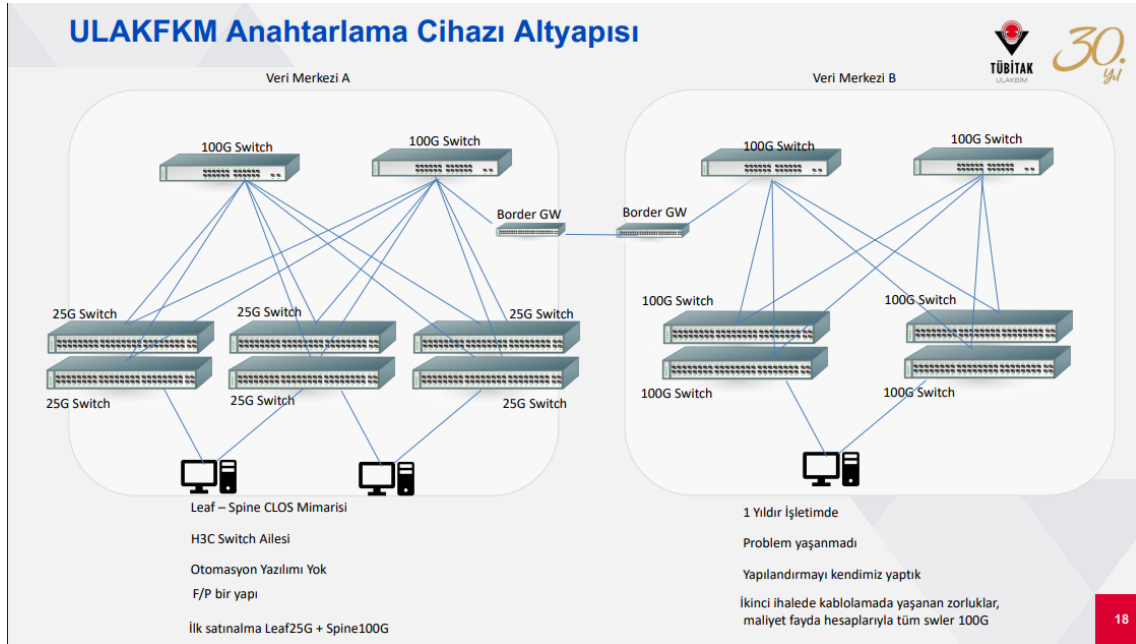 ULAKFKM Anahtarlama Cihazı Altyapısı
TÜBİTAK
ULAKBİM
30.
yıl
Veri Merkezi A
Veri Merkezi B
100G Switch
100G Switch
100G Switch
100G Switch
Border GW
Border GW
25G Switch
25G Switch
25G Switch
100G Switch
100G Switch
25G Switch
25G Switch
25G Switch
100G Switch
100G Switch
Leaf – Spine CLOS Mimarisi
H3C Switch Ailesi
Otomasyon Yazılımı Yok
F/P bir yapı
İlk satınalma Leaf25G + Spine100G
1 Yıldır İşletimde
Problem yaşanmadı
Yapılandırmayı kendimiz yaptık
İkinci ihalede kablolamada yaşanan zorluklar,
maliyet fayda hesaplarıyla tüm swler 100G
18